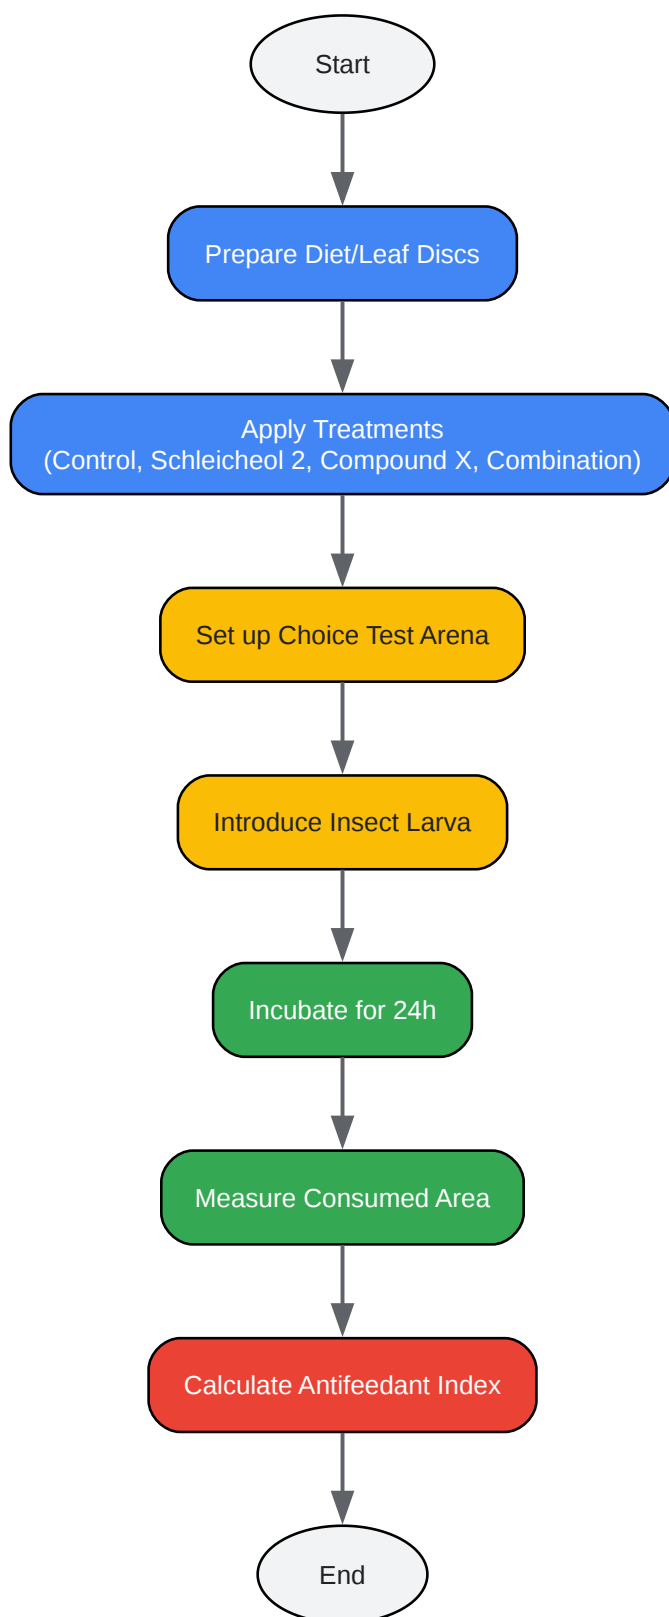 Start
Prepare Diet/Leaf Discs
Apply Treatments
(Control, Schleicheol 2, Compound X, Combination)
Set up Choice Test Arena
Introduce Insect Larva
Incubate for 24h
Measure Consumed Area
Calculate Antifeedant Index
End